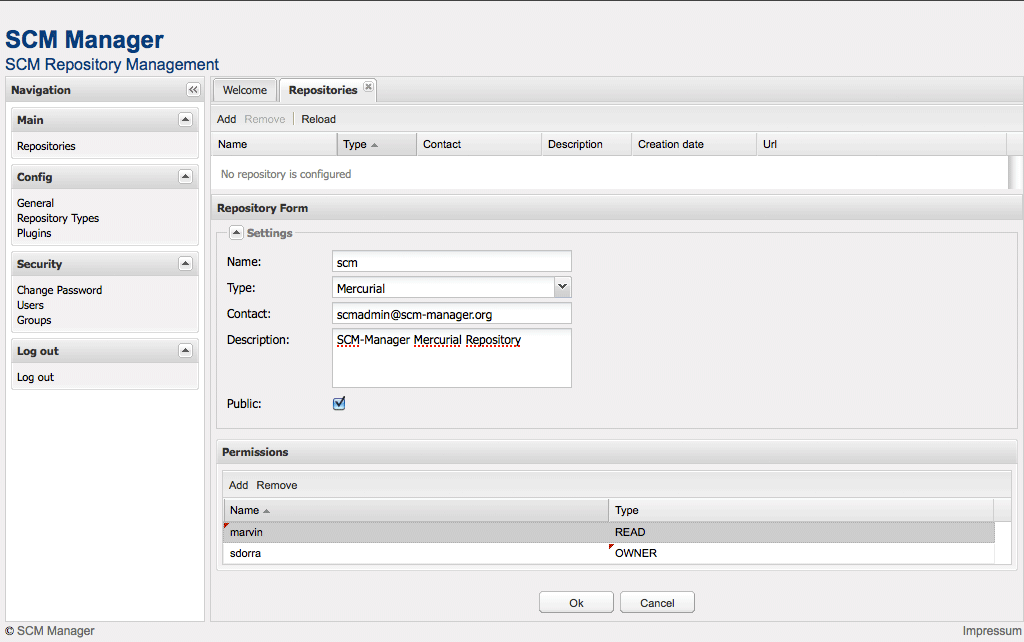 SCM Manager
SCM Repository Management
Navigation
Main
Repositories
Config
General
Repository Types
Plugins
Security
Change Password
Users
Groups
Log out
Log out
Welcome
Repositories
Add Remove Reload
Name Type Contact Description Creation date Url
No repository is configured
Repository Form
Settings
Name: scm
Type: Mercurial
Contact: scmadmin@scm-manager.org
Description: SCM-Manager Mercurial Repository
Public:
Permissions
Add Remove
Name Type
marvin READ
sdorra OWNER
Ok Cancel
© SCM Manager Impressum